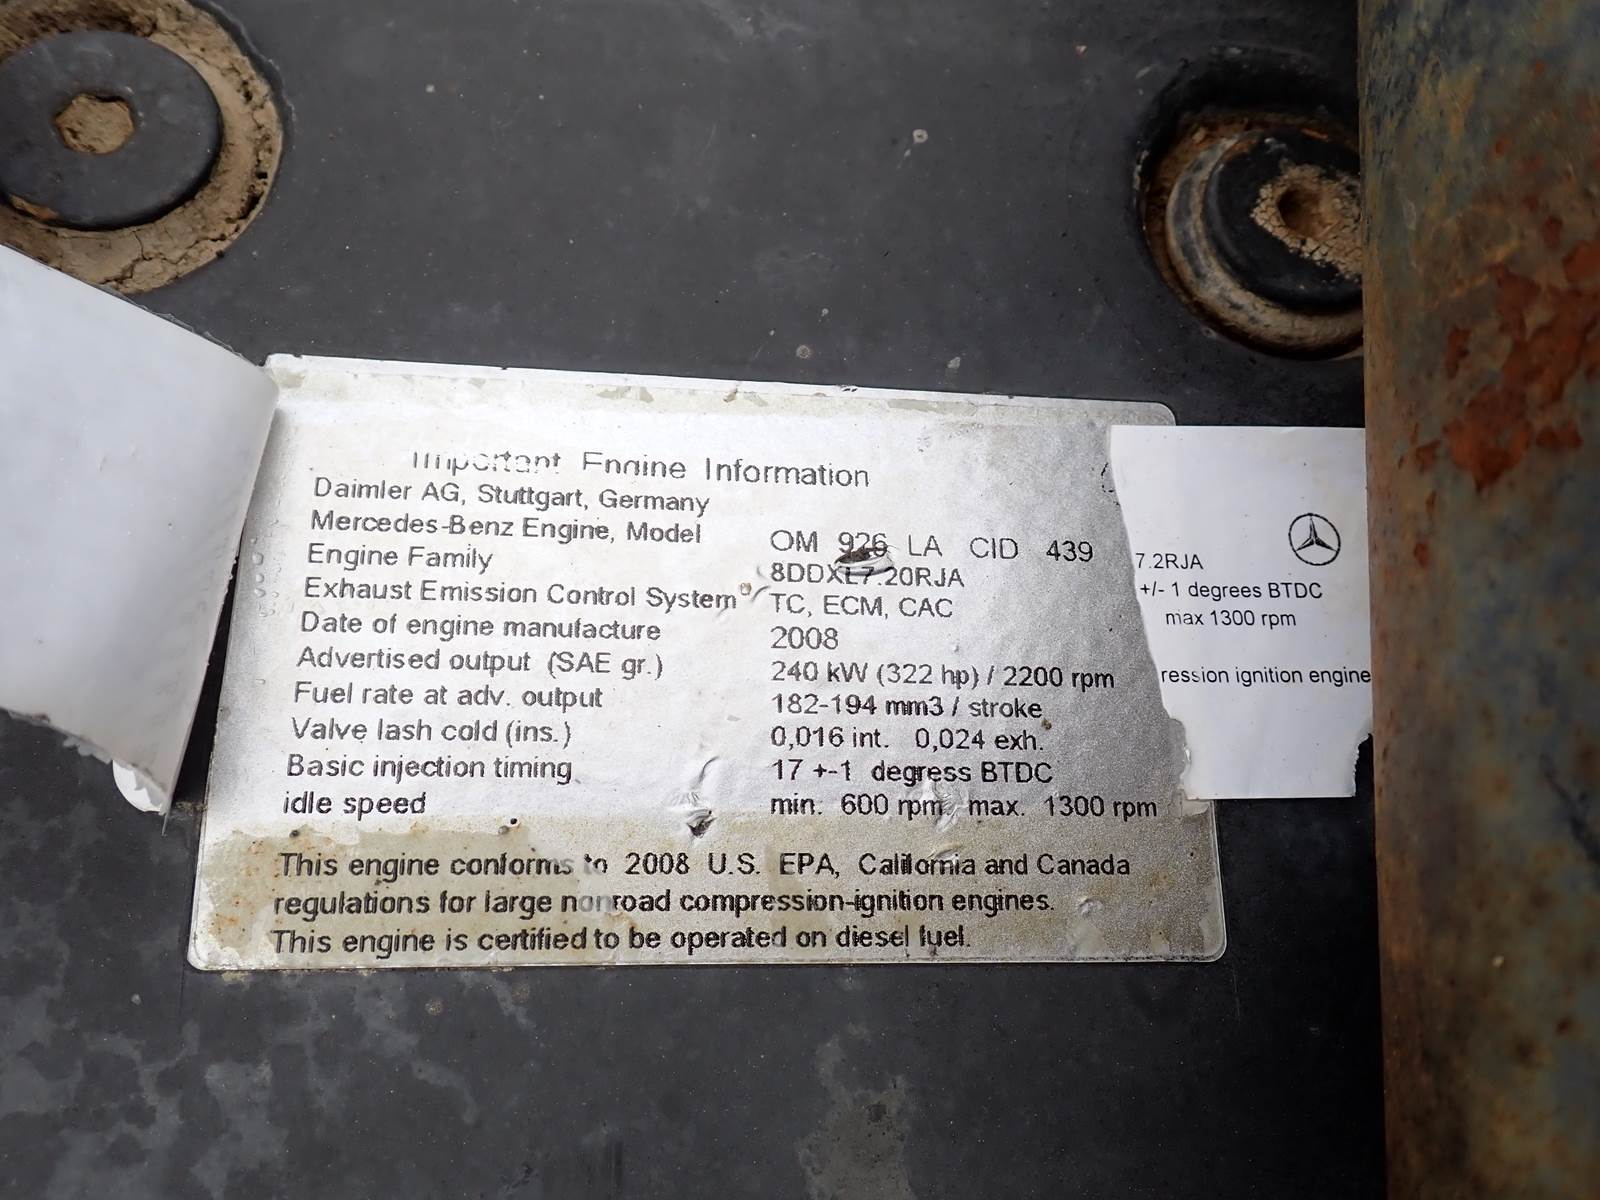 Important Engine Information
Daimler AG, Stuttgart, Germany
Mercedes-Benz Engine, Model OM 926 LA CID 439
Engine Family 8DDXL7.20RJA
Exhaust Emission Control System TC, ECM, CAC
Date of engine manufacture 2008
Advertised output (SAE gr.) 240 kW (322 hp) / 2200 rpm
Fuel rate at adv. output 182-194 mm3 / stroke
Valve lash cold (ins.) 0,016 int. 0,024 exh.
Basic injection timing 17 +-1 degress BTDC
idle speed min. 600 rpm max. 1300 rpm
This engine conforms to 2008 U.S. EPA, California and Canada
regulations for large nonroad compression-ignition engines.
This engine is certified to be operated on diesel fuel.
7.2RJA
+/- 1 degrees BTDC
max 1300 rpm
ression ignition engine